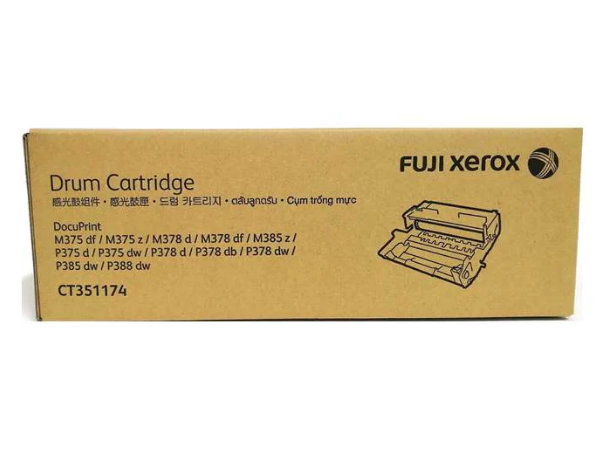 FUJI xerox
Drum Cartridge
感光鼓组件・感光鼓匣・드럼 카트리지・ตลับลูกดรัม・Cụm trống mực
DocuPrint
M375 df / M375 z / M378 d / M378 df / M385 z /
P375 d / P375 dw / P378 d / P378 db / P378 dw /
P385 dw / P388 dw
CT351174